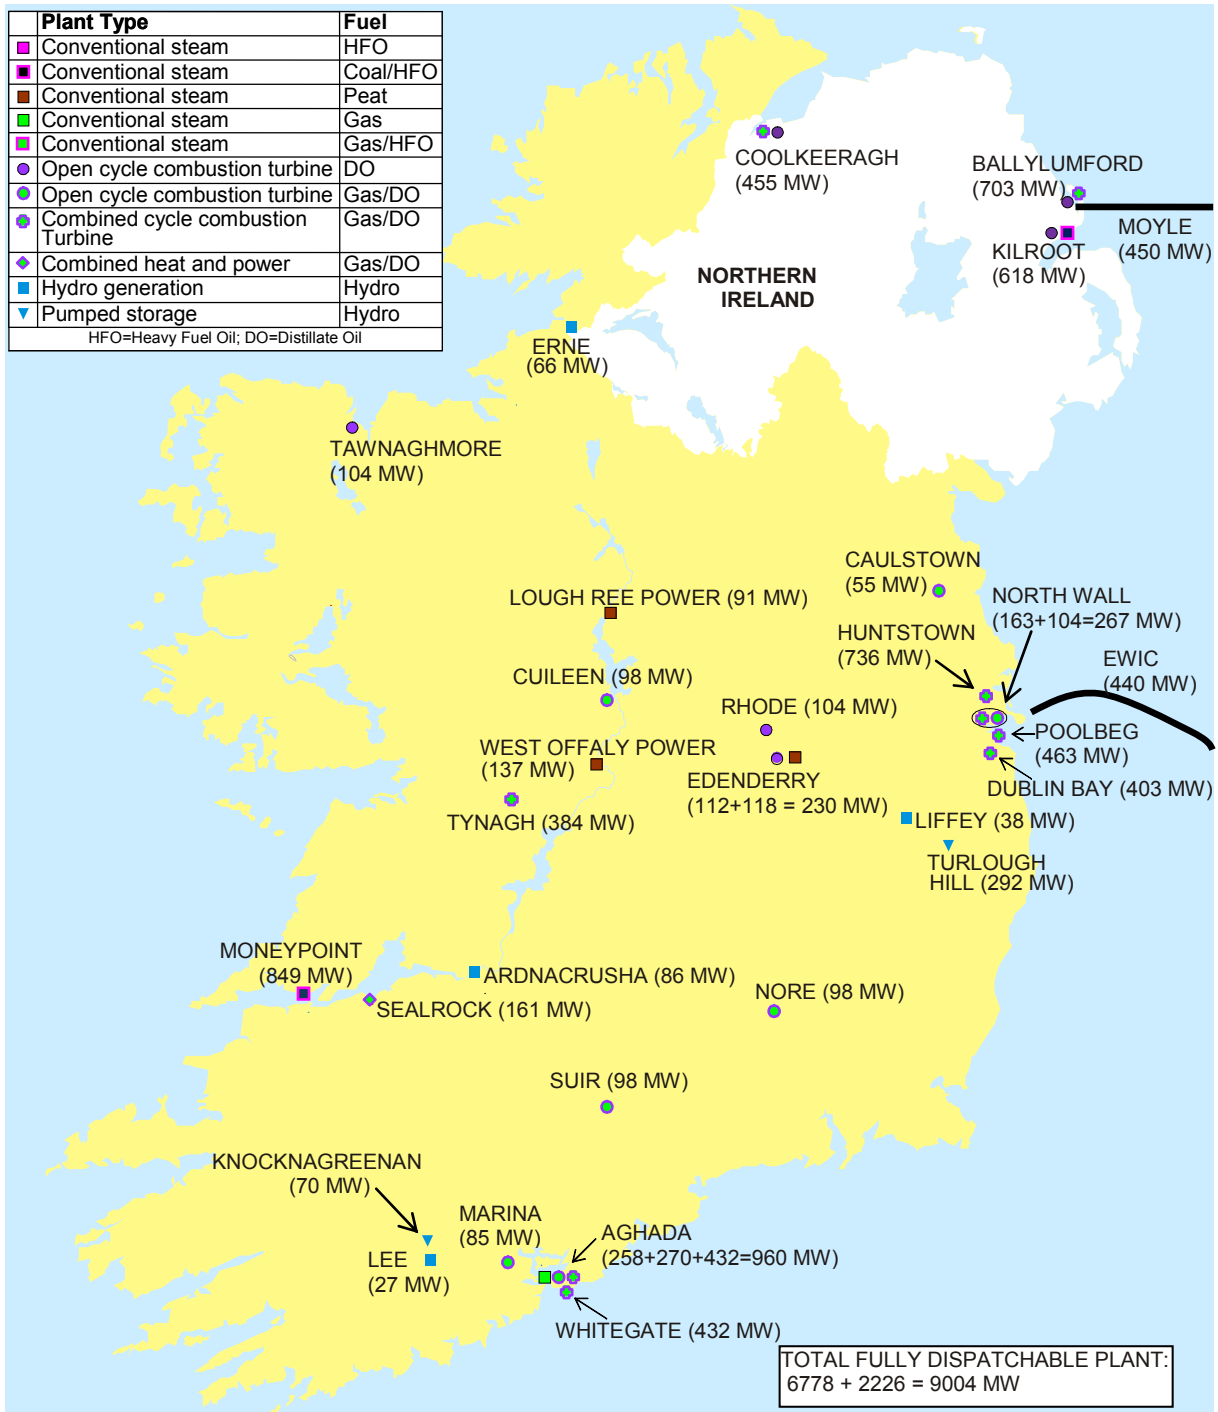 Plant Type Fuel
Conventional steam HFO
Conventional steam Coal/HFO
Conventional steam Peat
Conventional steam Gas
Conventional steam Gas/HFO
Open cycle combustion turbine DO
Open cycle combustion turbine Gas/DO
Combined cycle combustion Gas/DO
Turbine
Combined heat and power Gas/DO
Hydro generation Hydro
Pumped storage Hydro
HFO=Heavy Fuel Oil; DO=Distillate Oil
COOLKEERAGH
(455 MW)
BALLYLUMFORD
(703 MW)
MOYLE
(450 MW)
KILROOT
(618 MW)
NORTHERN
IRELAND
ERNE
(66 MW)
TAWNAGHMORE
(104 MW)
CAULSTOWN
(55 MW)
LOUGH REE POWER (91 MW)
NORTH WALL
(163+104=267 MW)
HUNTSTOWN
(736 MW)
EWIC
(440 MW)
CUILEEN (98 MW)
RHODE (104 MW)
POOLBEG
(463 MW)
WEST OFFALY POWER
(137 MW)
EDENDERRY
(112+118 = 230 MW)
DUBLIN BAY (403 MW)
TYNAGH (384 MW)
LIFFEY (38 MW)
TURLOUGH
HILL (292 MW)
MONEYPOINT
(849 MW)
ARDNACRUSHA (86 MW)
SEALROCK (161 MW)
NORE (98 MW)
SUIR (98 MW)
KNOCKNAGREENAN
(70 MW)
MARINA
(85 MW)
AGHADA
(258+270+432=960 MW)
LEE
(27 MW)
WHITEGATE (432 MW)
TOTAL FULLY DISPATCHABLE PLANT:
6778 + 2226 = 9004 MW